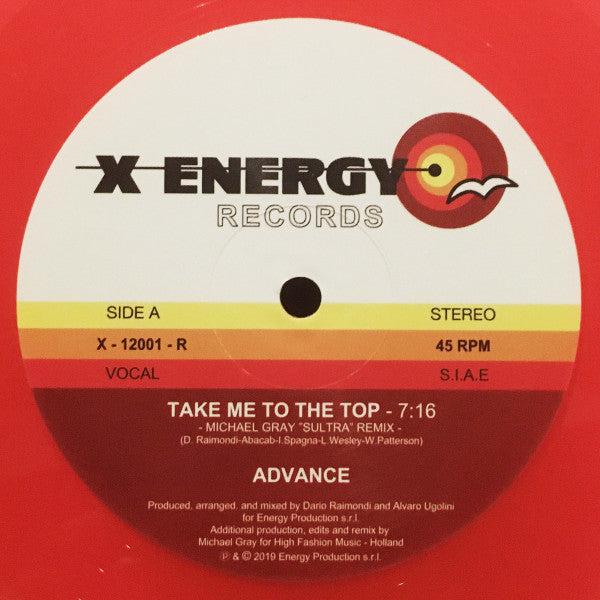 X ENERGY
RECORDS
SIDE A STEREO
X - 12001 - R 45 RPM
VOCAL S.I.A.E
TAKE ME TO THE TOP - 7:16
- MICHAEL GRAY "SULTRA" REMIX -
(D. Raimondi-Abacab-I.Spagna-L.Wesley-W.Patterson)
ADVANCE
Produced, arranged, and mixed by Dario Raimondi and Alvaro Ugolini
for Energy Production s.r.l.
Additional production, edits and remix by
Michael Gray for High Fashion Music - Holland
℗ & © 2019 Energy Production s.r.l.